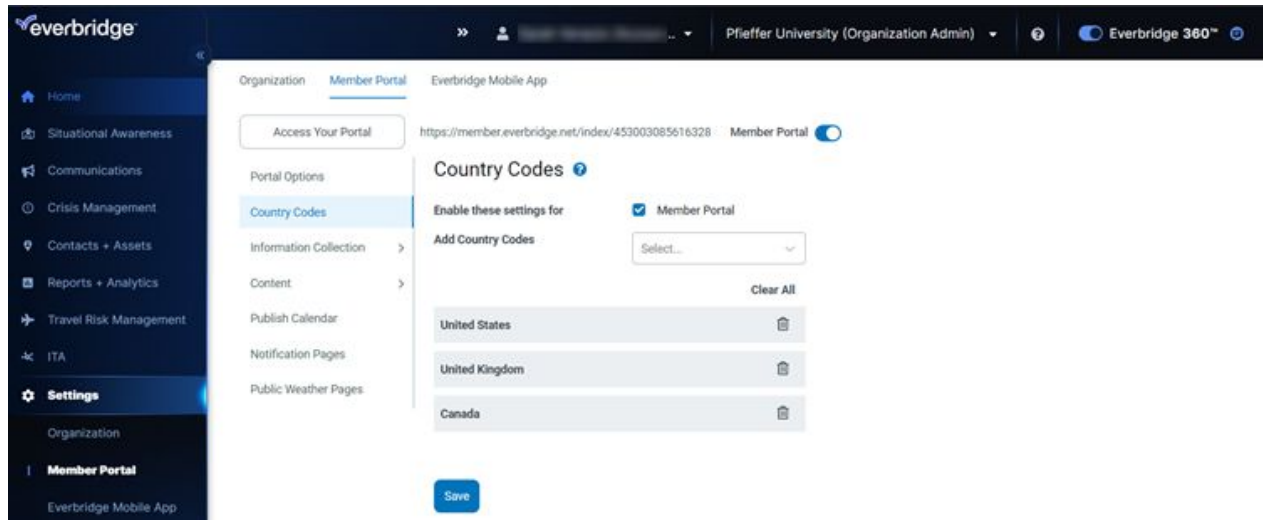 everbridge
Pfieffer University (Organization Admin)
Everbridge 360™
Home
Situational Awareness
Communications
Crisis Management
Contacts + Assets
Reports + Analytics
Travel Risk Management
ITA
Settings
Organization
Member Portal
Everbridge Mobile App
Organization Member Portal Everbridge Mobile App
Access Your Portal https://member.everbridge.net/index/453003085616328 Member Portal
Portal Options
Country Codes
Information Collection
Content
Publish Calendar
Notification Pages
Public Weather Pages
Country Codes
Enable these settings for Member Portal
Add Country Codes Select...
Clear All
United States
United Kingdom
Canada
Save